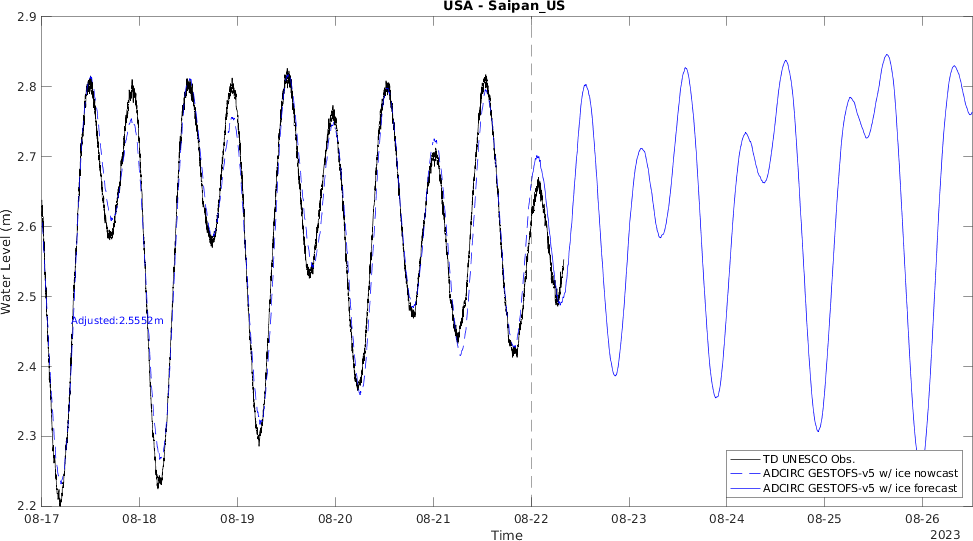 USA - Saipan_US
2.9
2.8
2.7
2.6
2.5
2.4
2.3
2.2
Water Level (m)
Adjusted:2.5552m
TD UNESCO Obs.
ADCIRC GESTOFS-v5 w/ ice nowcast
ADCIRC GESTOFS-v5 w/ ice forecast
08-17 08-18 08-19 08-20 08-21 08-22 08-23 08-24 08-25 08-26
Time
2023